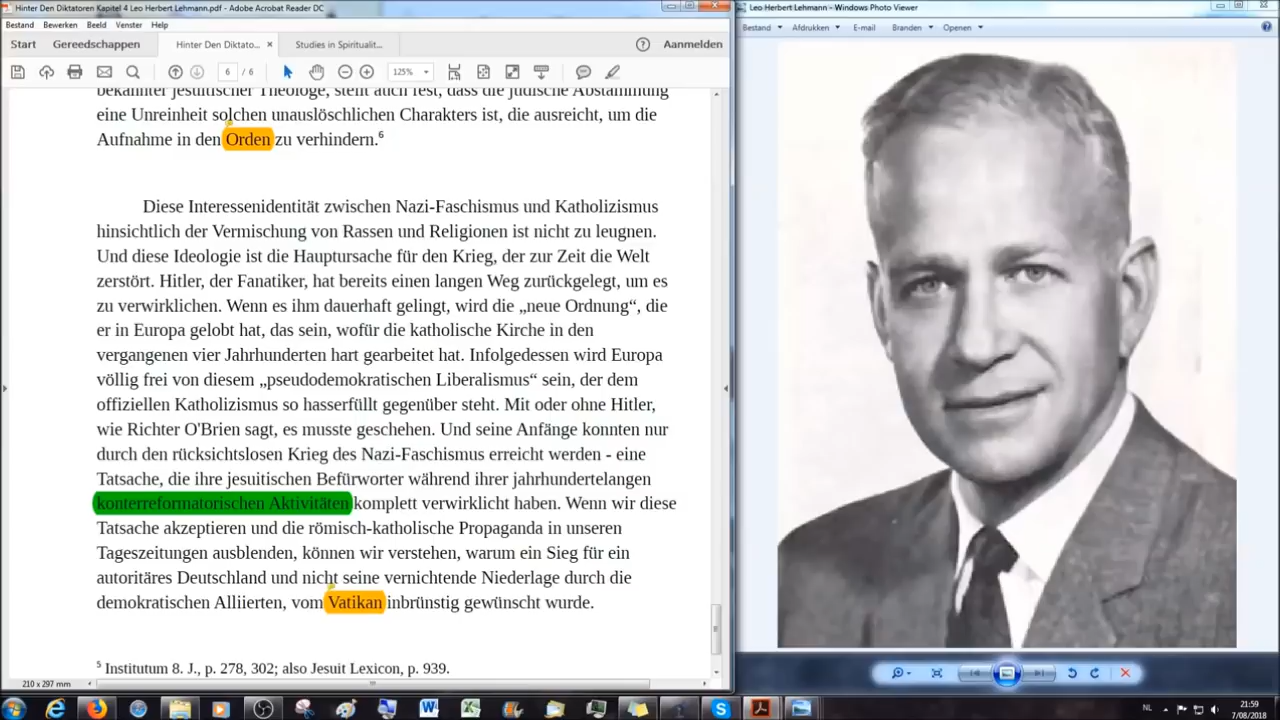 Hinter Den Diktatoren Kapitel 4 Leo Herbert Lehmann.pdf - Adobe Acrobat Reader DC
Bestand Bewerken Beeld Venster Help
Start Gereedschappen Hinter Den Diktato... × Studies in Spiritualit... Aanmelden
6 / 6 125%
bekannter jesuitischer Theologe, stellt auch fest, dass die jüdische Abstammung
eine Unreinheit solchen unauslöschlichen Charakters ist, die ausreicht, um die
Aufnahme in den Orden zu verhindern.⁶
Diese Interessenidentität zwischen Nazi-Faschismus und Katholizismus
hinsichtlich der Vermischung von Rassen und Religionen ist nicht zu leugnen.
Und diese Ideologie ist die Hauptursache für den Krieg, der zur Zeit die Welt
zerstört. Hitler, der Fanatiker, hat bereits einen langen Weg zurückgelegt, um es
zu verwirklichen. Wenn es ihm dauerhaft gelingt, wird die „neue Ordnung“, die
er in Europa gelobt hat, das sein, wofür die katholische Kirche in den
vergangenen vier Jahrhunderten hart gearbeitet hat. Infolgedessen wird Europa
völlig frei von diesem „pseudodemokratischen Liberalismus“ sein, der dem
offiziellen Katholizismus so hasserfüllt gegenüber steht. Mit oder ohne Hitler,
wie Richter O'Brien sagt, es musste geschehen. Und seine Anfänge konnten nur
durch den rücksichtslosen Krieg des Nazi-Faschismus erreicht werden - eine
Tatsache, die ihre jesuitischen Befürworter während ihrer jahrhundertelangen
konterreformatorischen Aktivitäten komplett verwirklicht haben. Wenn wir diese
Tatsache akzeptieren und die römisch-katholische Propaganda in unseren
Tageszeitungen ausblenden, können wir verstehen, warum ein Sieg für ein
autoritäres Deutschland und nicht seine vernichtende Niederlage durch die
demokratischen Alliierten, vom Vatikan inbrünstig gewünscht wurde.
⁵ Institutum 8. J., p. 278, 302; also Jesuit Lexicon, p. 939.
210 x 297 mm
Leo Herbert Lehmann - Windows Photo Viewer
Bestand Afdrukken E-mail Branden Openen
NL 21:59
7/08/2018